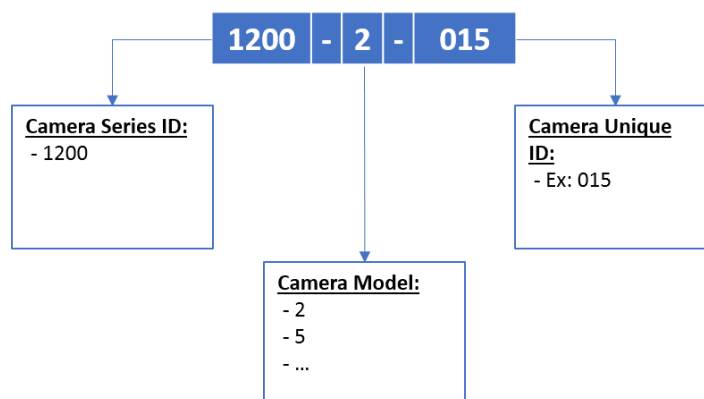 1200 - 2 - 015
Camera Series ID:
- 1200
Camera Unique
ID:
- Ex: 015
Camera Model:
- 2
- 5
- ...